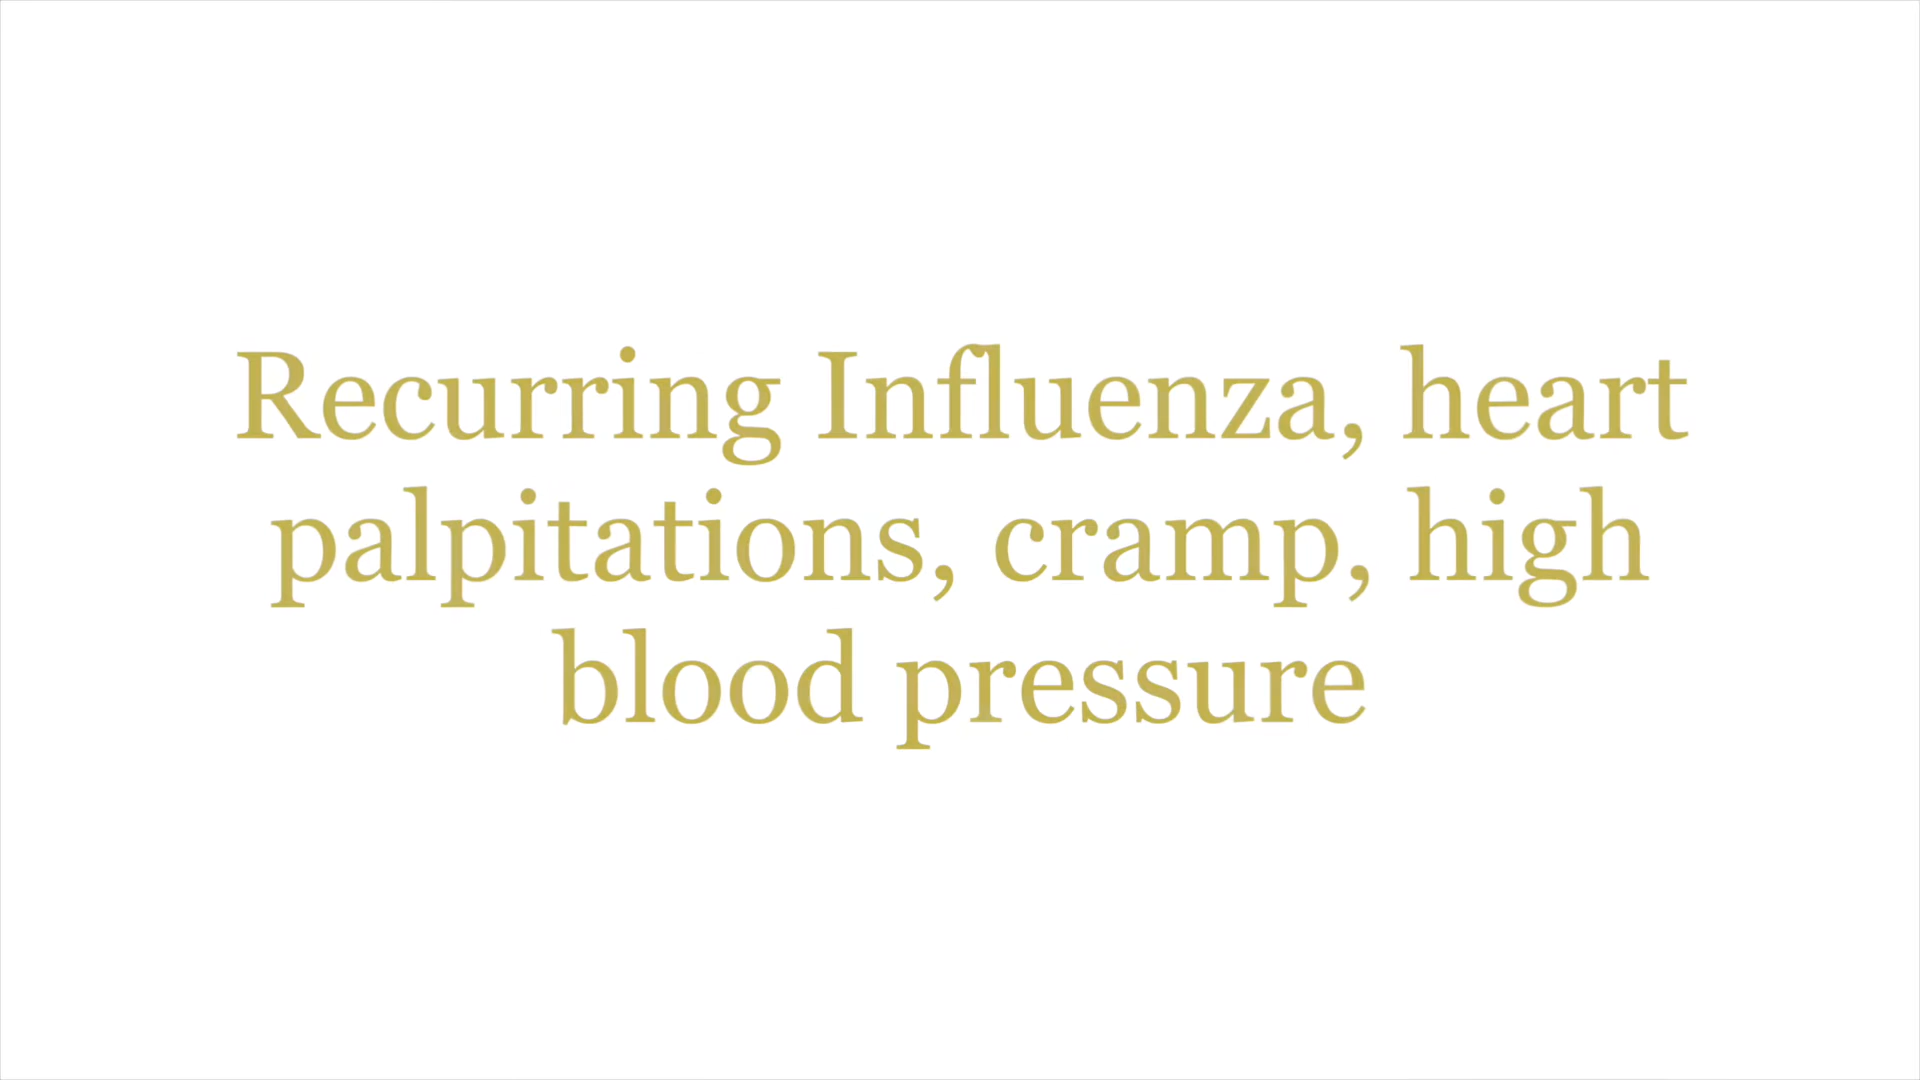 Recurring Influenza, heart
palpitations, cramp, high
blood pressure